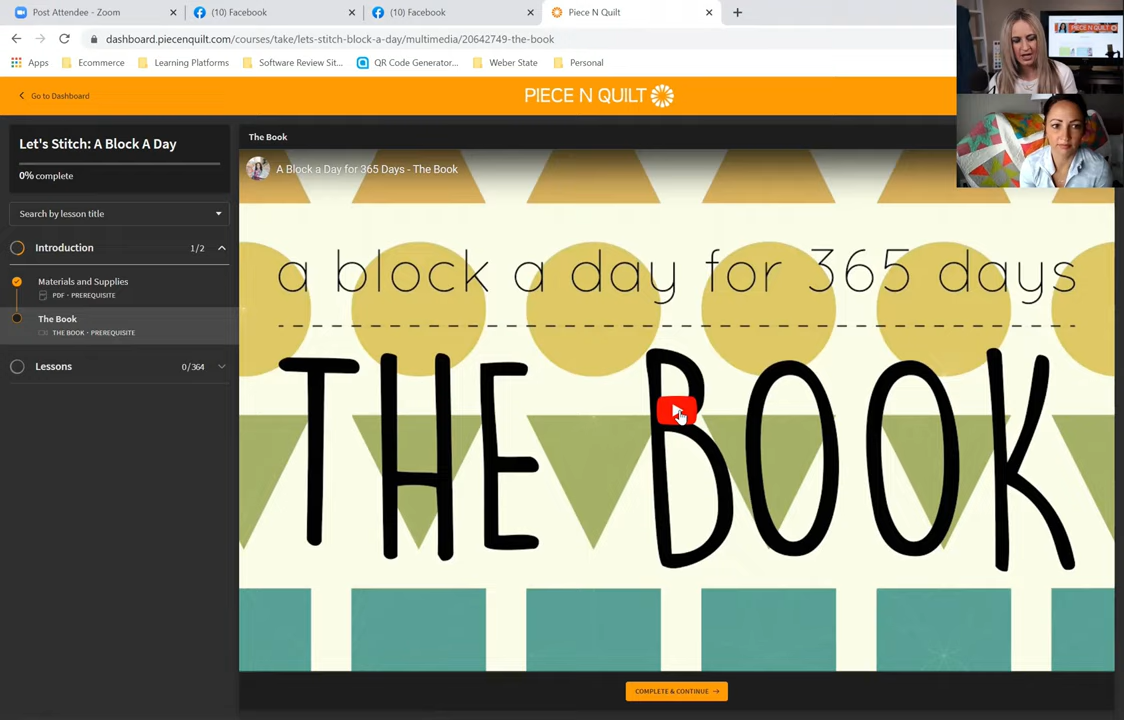 Post Attendee - Zoom
(10) Facebook
(10) Facebook
Piece N Quilt
dashboard.piecenquilt.com/courses/take/lets-stitch-block-a-day/multimedia/20642749-the-book
Apps
Ecommerce
Learning Platforms
Software Review Sit...
QR Code Generator...
Weber State
Personal
Go to Dashboard
PIECE N QUILT
Let's Stitch: A Block A Day
0% complete
Search by lesson title
Introduction 1/2
Materials and Supplies
PDF · PREREQUISITE
The Book
THE BOOK · PREREQUISITE
Lessons 0/364
The Book
A Block a Day for 365 Days - The Book
a block a day for 365 days
THE BOOK
COMPLETE & CONTINUE →